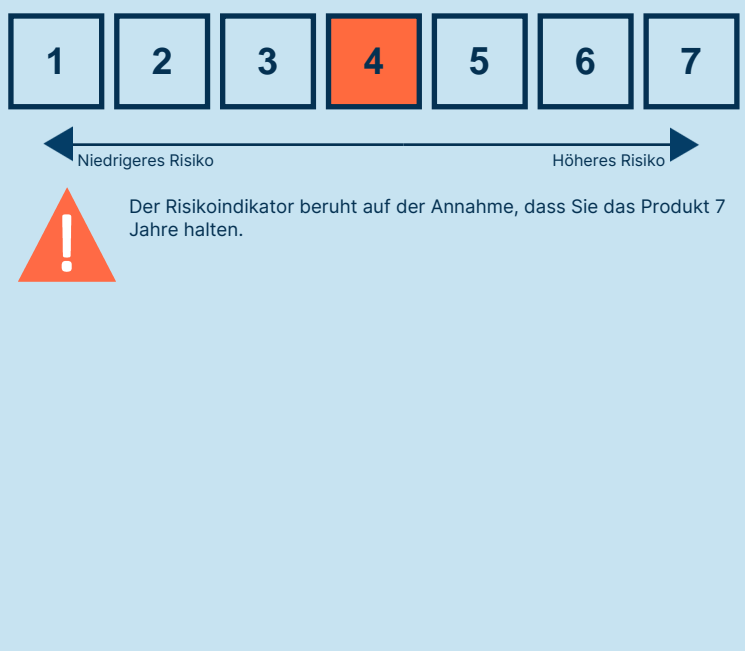 1 2 3 4 5 6 7
Niedrigeres Risiko Höheres Risiko
Der Risikoindikator beruht auf der Annahme, dass Sie das Produkt 7
Jahre halten.
!